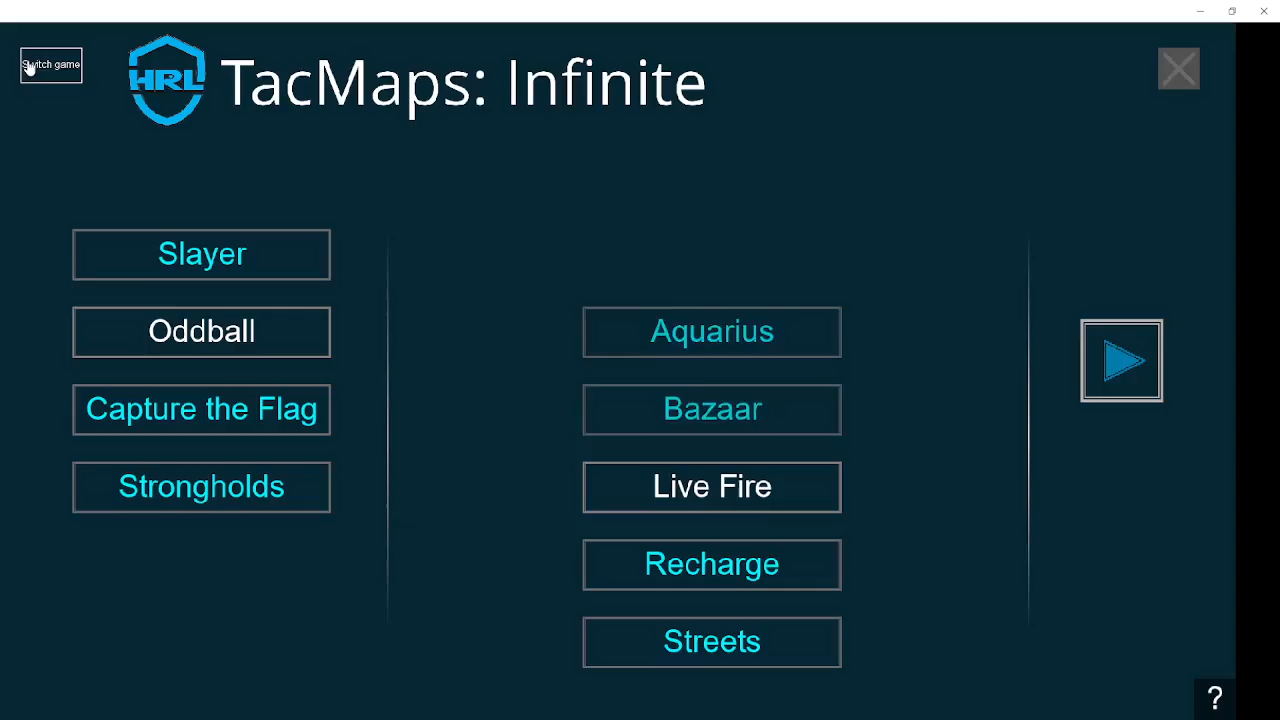 Switch game
HRL
TacMaps: Infinite
Slayer
Oddball
Capture the Flag
Strongholds
Aquarius
Bazaar
Live Fire
Recharge
Streets
?